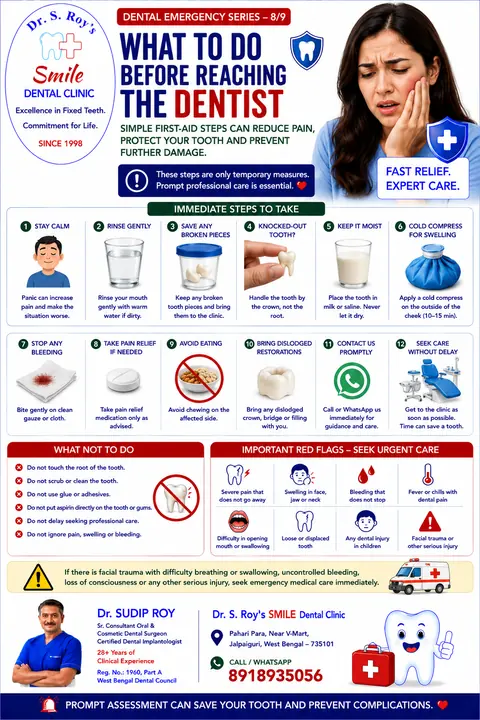 Dr. S. Roy's
Smile
DENTAL CLINIC
Excellence in Fixed Teeth.
Commitment for Life.
SINCE 1998
DENTAL EMERGENCY SERIES – 8/9
WHAT TO DO
BEFORE REACHING
THE DENTIST
SIMPLE FIRST-AID STEPS CAN REDUCE PAIN,
PROTECT YOUR TOOTH AND PREVENT
FURTHER DAMAGE.
These steps are only temporary measures.
Prompt professional care is essential.
FAST RELIEF.
EXPERT CARE.
IMMEDIATE STEPS TO TAKE
1 STAY CALM
Panic can increase
pain and make the
situation worse.
2 RINSE GENTLY
Rinse your mouth
gently with warm
water if dirty.
3 SAVE ANY
BROKEN PIECES
Keep any broken
tooth pieces and bring
them to the clinic.
4 KNOCKED-OUT
TOOTH?
Handle the tooth by
the crown, not the
root.
5 KEEP IT MOIST
Place the tooth
in milk or saline. Never
let it dry.
6 COLD COMPRESS
FOR SWELLING
Apply a cold compress
on the outside of the
cheek (10–15 min).
7 STOP ANY
BLEEDING
Bite gently on clean
gauze or cloth.
8 TAKE PAIN RELIEF
IF NEEDED
Take pain relief
medication only as
advised.
9 AVOID EATING
Avoid chewing on the
affected side.
10 BRING DISLODGED
RESTORATIONS
Bring any dislodged
crown, bridge or filling
with you.
11 CONTACT US
PROMPTLY
Call or WhatsApp us
immediately for
guidance and care.
12 SEEK CARE
WITHOUT DELAY
Get to the clinic as
soon as possible.
Time can save a tooth.
WHAT NOT TO DO
Do not touch the root of the tooth.
Do not scrub or clean the tooth.
Do not use glue or adhesives.
Do not put aspirin directly on the tooth or gums.
Do not delay seeking professional care.
Do not ignore pain, swelling or bleeding.
IMPORTANT RED FLAGS – SEEK URGENT CARE
Severe pain that
does not go away
Swelling in face,
jaw or neck
Bleeding that
does not stop
Fever or chills with
dental pain
Difficulty in opening
mouth or swallowing
Loose or displaced
tooth
Any dental injury
in children
Facial trauma or
other serious injury
If there is facial trauma with difficulty breathing or swallowing, uncontrolled bleeding,
loss of consciousness or any other serious injury, seek emergency medical care immediately.
Dr. SUDIP ROY
Sr. Consultant Oral &
Cosmetic Dental Surgeon
Certified Dental Implantologist
28+ Years of
Clinical Experience
Reg. No.: 1960, Part A
West Bengal Dental Council
Dr. S. Roy's SMILE Dental Clinic
Pahari Para, Near V-Mart,
Jalpaiguri, West Bengal – 735101
CALL / WHATSAPP
8918935056
PROMPT ASSESSMENT CAN SAVE YOUR TOOTH AND PREVENT COMPLICATIONS.